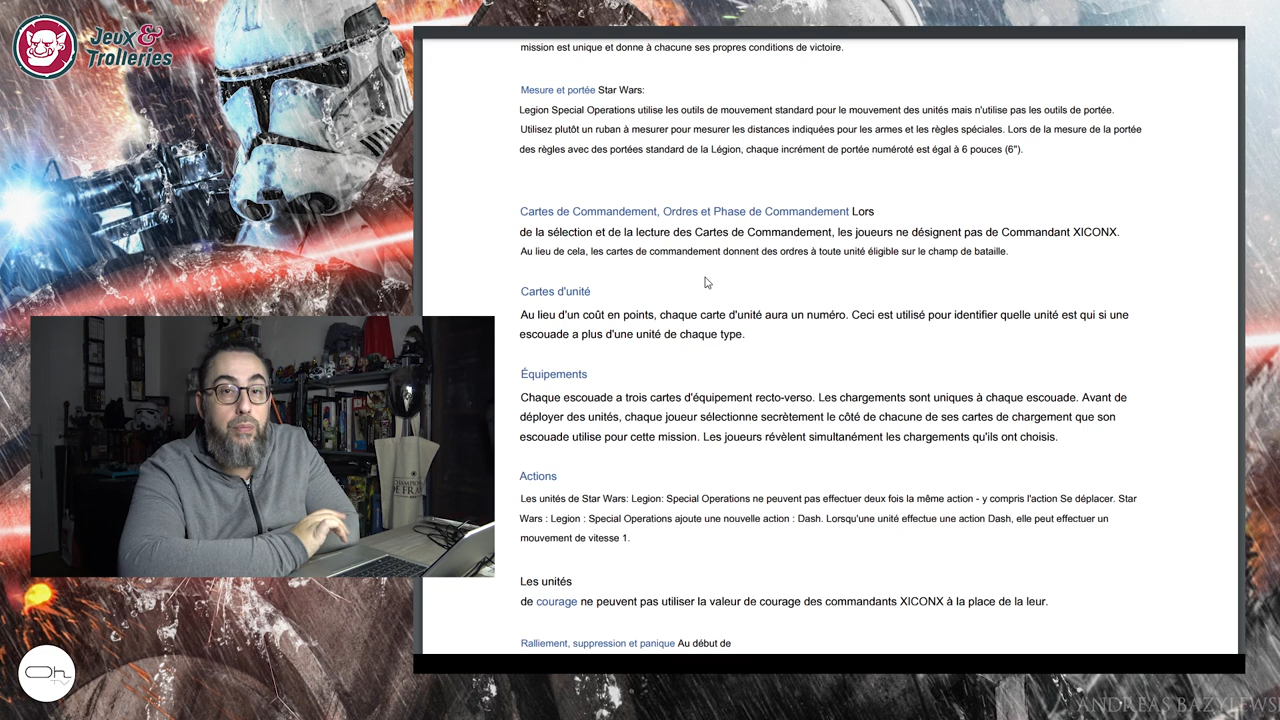 Jeux &
Trolleries
mission est unique et donne à chacune ses propres conditions de victoire.
Mesure et portée Star Wars:
Legion Special Operations utilise les outils de mouvement standard pour le mouvement des unités mais n'utilise pas les outils de portée.
Utilisez plutôt un ruban à mesurer pour mesurer les distances indiquées pour les armes et les règles spéciales. Lors de la mesure de la portée
des règles avec des portées standard de la Légion, chaque incrément de portée numéroté est égal à 6 pouces (6").
Cartes de Commandement, Ordres et Phase de Commandement Lors
de la sélection et de la lecture des Cartes de Commandement, les joueurs ne désignent pas de Commandant XICONX.
Au lieu de cela, les cartes de commandement donnent des ordres à toute unité éligible sur le champ de bataille.
Cartes d'unité
Au lieu d'un coût en points, chaque carte d'unité aura un numéro. Ceci est utilisé pour identifier quelle unité est qui si une
escouade a plus d'une unité de chaque type.
Équipements
Chaque escouade a trois cartes d'équipement recto-verso. Les chargements sont uniques à chaque escouade. Avant de
déployer des unités, chaque joueur sélectionne secrètement le côté de chacune de ses cartes de chargement que son
escouade utilise pour cette mission. Les joueurs révèlent simultanément les chargements qu'ils ont choisis.
Actions
Les unités de Star Wars: Legion: Special Operations ne peuvent pas effectuer deux fois la même action - y compris l'action Se déplacer. Star
Wars : Legion : Special Operations ajoute une nouvelle action : Dash. Lorsqu'une unité effectue une action Dash, elle peut effectuer un
mouvement de vitesse 1.
Les unités
de courage ne peuvent pas utiliser la valeur de courage des commandants XICONX à la place de la leur.
Ralliement, suppression et panique Au début de
CHAMPION
DE FRA
Oh
TV
ANDREAS BAZYLEWS